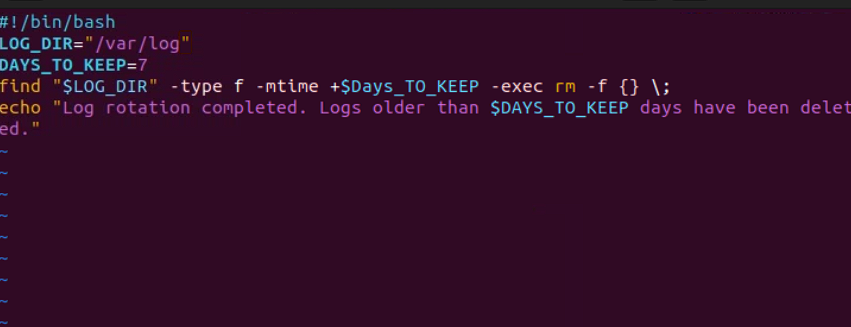 #!/bin/bash
LOG_DIR="/var/log"
DAYS_TO_KEEP=7
find "$LOG_DIR" -type f -mtime +$Days_TO_KEEP -exec rm -f {} \;
echo "Log rotation completed. Logs older than $DAYS_TO_KEEP days have been delet
ed."
~
~
~
~
~
~
~
~
~